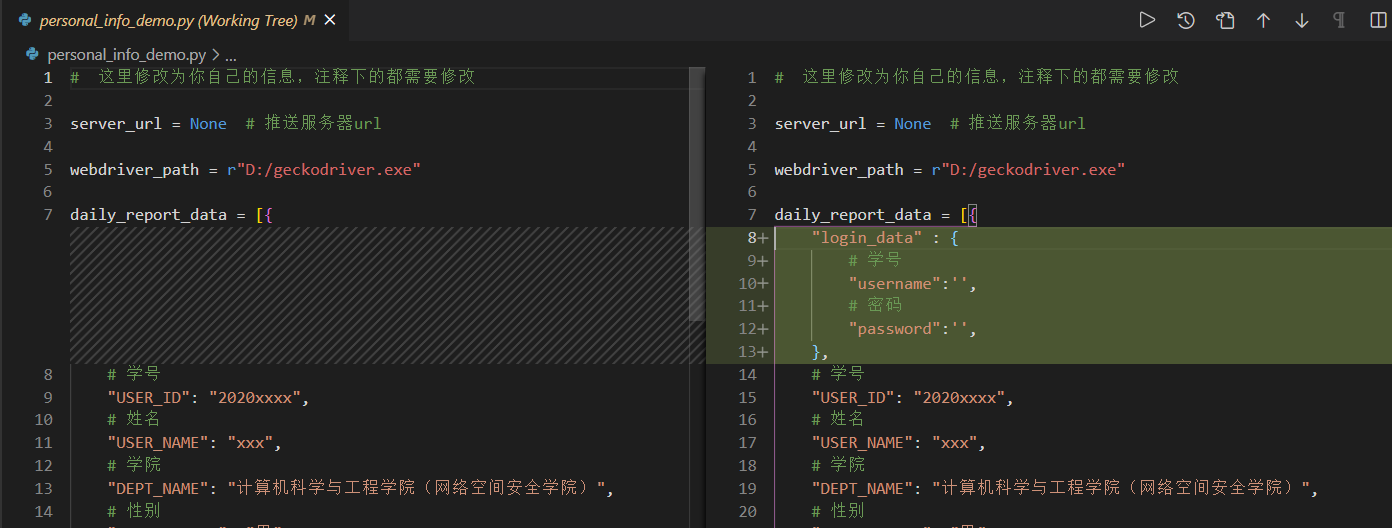 personal_info_demo.py (Working Tree) M
personal_info_demo.py > ...
1 #  这里修改为你自己的信息，注释下的都需要修改
2
3 server_url = None  # 推送服务器url
4
5 webdriver_path = r"D:/geckodriver.exe"
6
7 daily_report_data = [{
8     # 学号
9     "USER_ID": "2020xxxx",
10     # 姓名
11     "USER_NAME": "xxx",
12     # 学院
13     "DEPT_NAME": "计算机科学与工程学院（网络空间安全学院）",
14     # 性别
1 #  这里修改为你自己的信息，注释下的都需要修改
2
3 server_url = None  # 推送服务器url
4
5 webdriver_path = r"D:/geckodriver.exe"
6
7 daily_report_data = [{
8+     "login_data" : {
9+         # 学号
10+         "username":'',
11+         # 密码
12+         "password":'',
13+     },
14     # 学号
15     "USER_ID": "2020xxxx",
16     # 姓名
17     "USER_NAME": "xxx",
18     # 学院
19     "DEPT_NAME": "计算机科学与工程学院（网络空间安全学院）",
20     # 性别